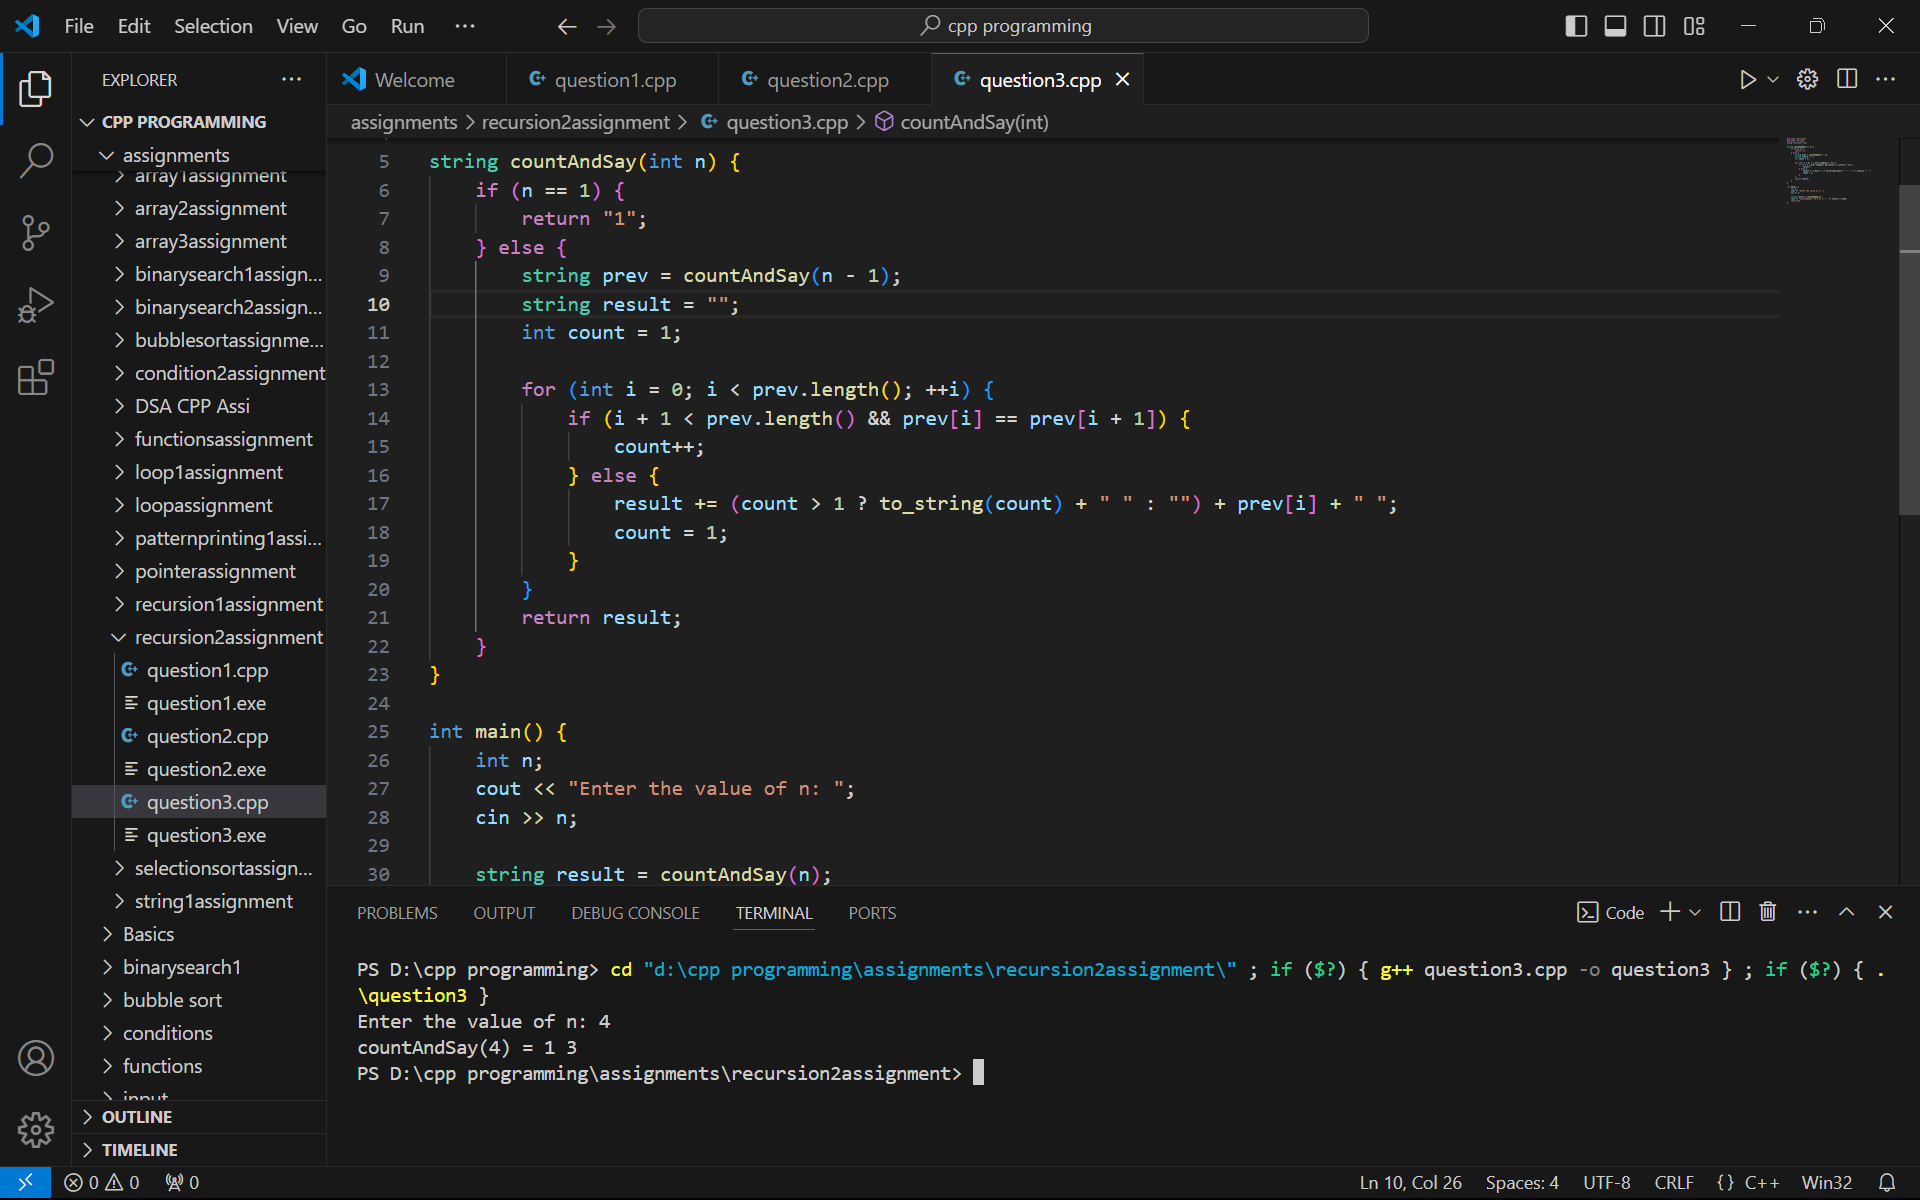 File Edit Selection View Go Run ···
cpp programming
EXPLORER
Welcome question1.cpp question2.cpp question3.cpp
CPP PROGRAMMING
assignments > recursion2assignment > question3.cpp > countAndSay(int)
assignments
array1assignment
array2assignment
array3assignment
binarysearch1assign...
binarysearch2assign...
bubblesortassignme...
condition2assignment
DSA CPP Assi
functionsassignment
loop1assignment
loopassignment
patternprinting1assi...
pointerassignment
recursion1assignment
recursion2assignment
question1.cpp
question1.exe
question2.cpp
question2.exe
question3.cpp
question3.exe
selectionsortassign...
string1assignment
Basics
binarysearch1
bubble sort
conditions
functions
input
OUTLINE
TIMELINE
5 string countAndSay(int n) {
6 if (n == 1) {
7 return "1";
8 } else {
9 string prev = countAndSay(n - 1);
10 string result = "";
11 int count = 1;
12
13 for (int i = 0; i < prev.length(); ++i) {
14 if (i + 1 < prev.length() && prev[i] == prev[i + 1]) {
15 count++;
16 } else {
17 result += (count > 1 ? to_string(count) + " " : "") + prev[i] + " ";
18 count = 1;
19 }
20 }
21 return result;
22 }
23 }
24
25 int main() {
26 int n;
27 cout << "Enter the value of n: ";
28 cin >> n;
29
30 string result = countAndSay(n);
PROBLEMS OUTPUT DEBUG CONSOLE TERMINAL PORTS
Code
PS D:\cpp programming> cd "d:\cpp programming\assignments\recursion2assignment\" ; if ($?) { g++ question3.cpp -o question3 } ; if ($?) { .
\question3 }
Enter the value of n: 4
countAndSay(4) = 1 3
PS D:\cpp programming\assignments\recursion2assignment>
0 0 0
Ln 10, Col 26 Spaces: 4 UTF-8 CRLF {} C++ Win32